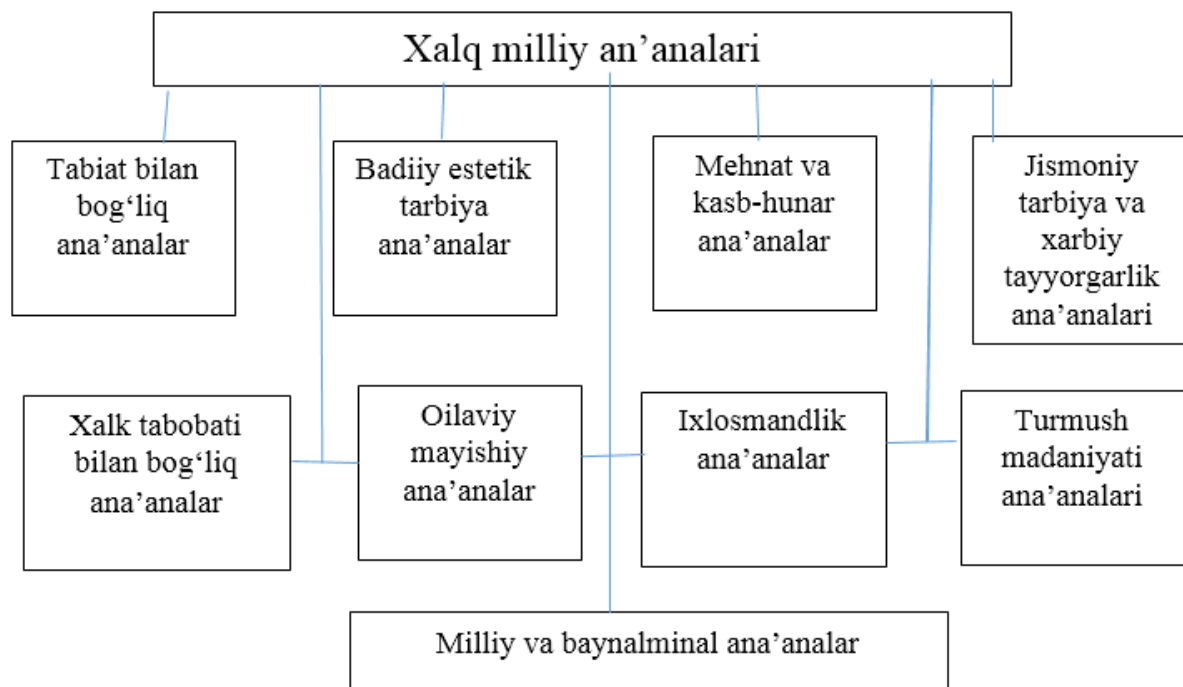 Xalq milliy an’analari
Tabiat bilan
bog‘liq
ana’analar
Badiiy estetik
tarbiya
ana’analar
Mehnat va
kasb-hunar
ana’analar
Jismoniy
tarbiya va
xarbiy
tayyorgarlik
ana’analari
Xalk tabobati
bilan bog‘liq
ana’analar
Oilaviy
mayishiy
ana’analar
Ixlosmandlik
ana’analar
Turmush
madaniyati
ana’analari
Milliy va baynalminal ana’analar